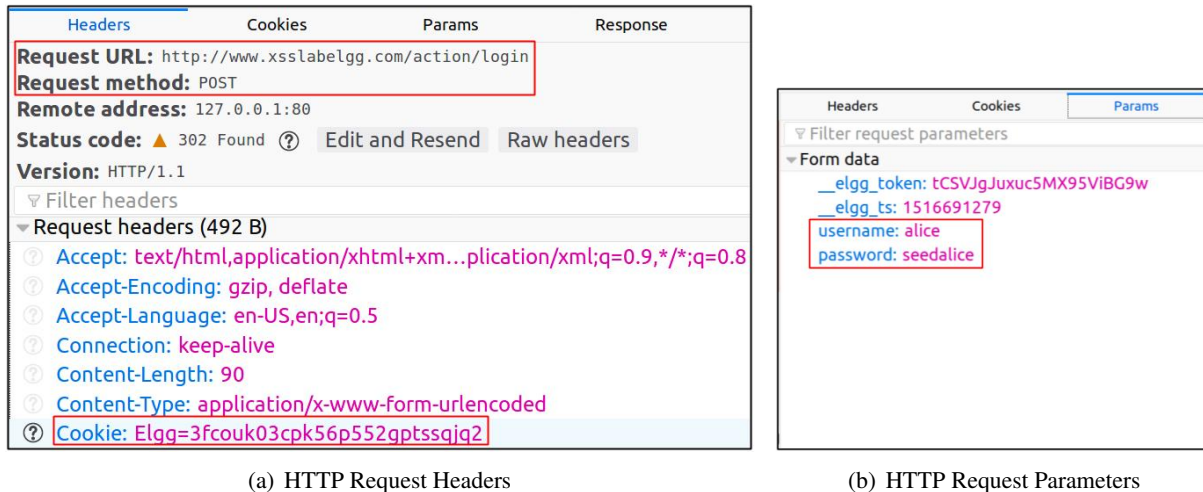 Headers Cookies Params Response
Request URL: http://www.xsslabelgg.com/action/login
Request method: POST
Remote address: 127.0.0.1:80
Status code: 302 Found ? Edit and Resend Raw headers
Version: HTTP/1.1
Filter headers
Request headers (492 B)
? Accept: text/html,application/xhtml+xm…plication/xml;q=0.9,*/*;q=0.8
? Accept-Encoding: gzip, deflate
? Accept-Language: en-US,en;q=0.5
? Connection: keep-alive
? Content-Length: 90
? Content-Type: application/x-www-form-urlencoded
? Cookie: Elgg=3fcouk03cpk56p552gptssqjq2
(a) HTTP Request Headers
Headers Cookies Params
Filter request parameters
Form data
__elgg_token: tCSVJgJuxuc5MX95ViBG9w
__elgg_ts: 1516691279
username: alice
password: seedalice
(b) HTTP Request Parameters